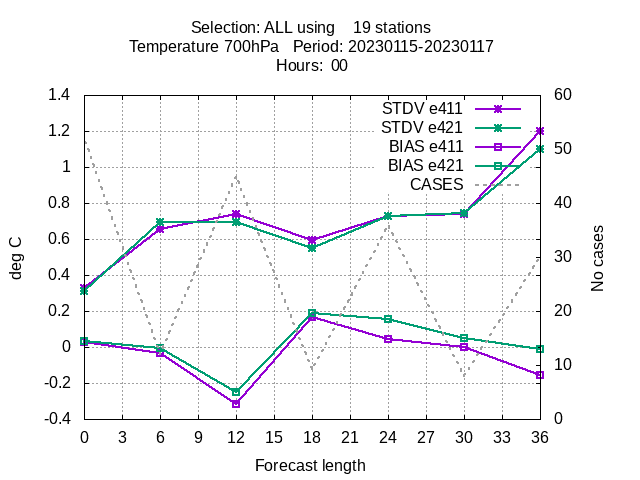 Selection: ALL using    19 stations
Temperature 700hPa   Period: 20230115-20230117
Hours:  00
1.4
1.2
1
0.8
0.6
0.4
0.2
0
-0.2
-0.4
deg C
60
50
40
30
20
10
0
No cases
STDV e411
STDV e421
BIAS e411
BIAS e421
CASES
0 3 6 9 12 15 18 21 24 27 30 33 36
Forecast length